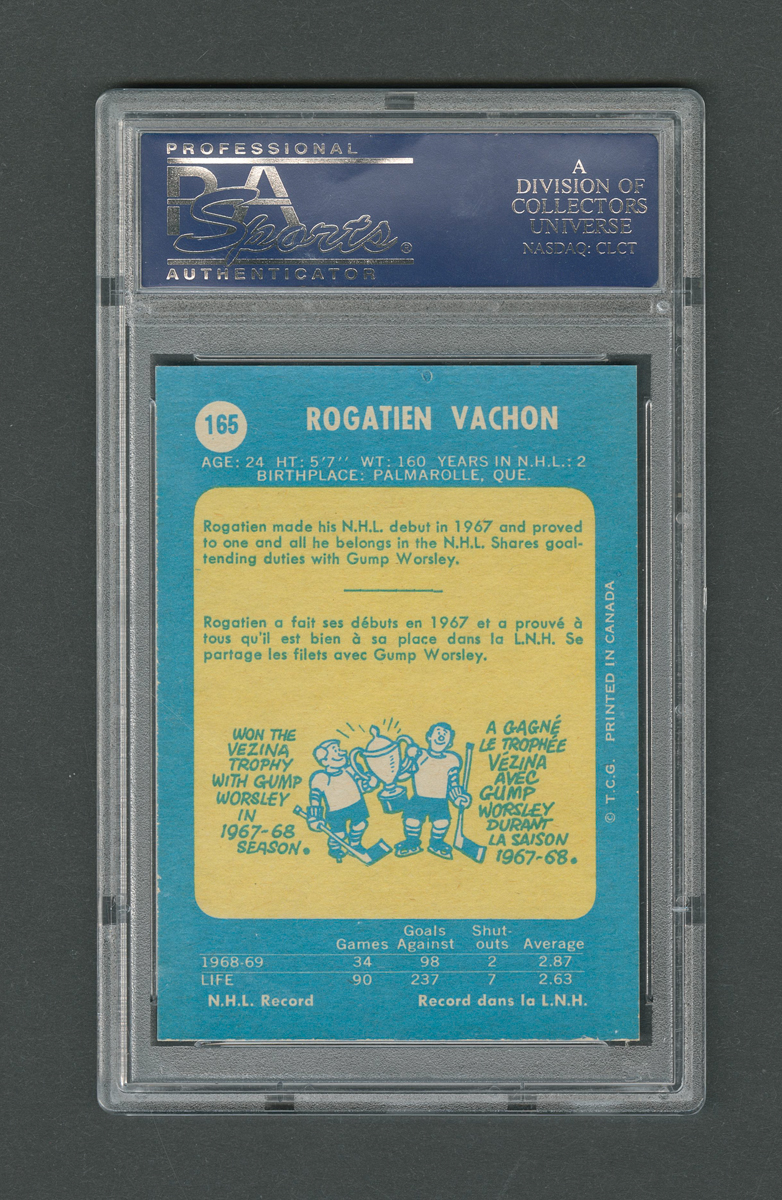 PROFESSIONAL
PSA
Sports®
AUTHENTICATOR
A
DIVISION OF
COLLECTORS
UNIVERSE
NASDAQ: CLCT
165
ROGATIEN VACHON
AGE: 24 HT: 5'7'' WT: 160 YEARS IN N.H.L.: 2
BIRTHPLACE: PALMAROLLE, QUE.
Rogatien made his N.H.L. debut in 1967 and proved
to one and all he belongs in the N.H.L. Shares goal-
tending duties with Gump Worsley.
Rogatien a fait ses débuts en 1967 et a prouvé à
tous qu'il est bien à sa place dans la L.N.H. Se
partage les filets avec Gump Worsley.
WON THE
VEZINA
TROPHY
WITH GUMP
WORSLEY
IN
1967-68
SEASON.
A GAGNÉ
LE TROPHÉE
VEZINA
AVEC
GUMP
WORSLEY
DURANT
LA SAISON
1967-68.
© T.C.G. PRINTED IN CANADA
Games Goals Against Shut-outs Average
1968-69 34 98 2 2.87
LIFE 90 237 7 2.63
N.H.L. Record Record dans la L.N.H.